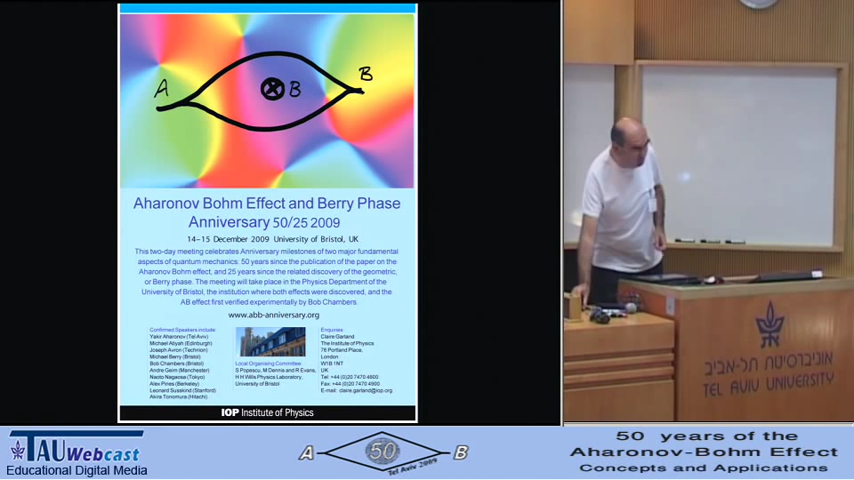 A
B
B
Aharonov Bohm Effect and Berry Phase
Anniversary 50/25 2009
14–15 December 2009 University of Bristol, UK
This two-day meeting celebrates Anniversary milestones of two major fundamental
aspects of quantum mechanics: 50 years since the publication of the paper on the
Aharonov Bohm effect, and 25 years since the related discovery of the geometric,
or Berry phase. The meeting will take place in the Physics Department of the
University of Bristol, the institution where both effects were discovered, and the
AB effect first verified experimentally by Bob Chambers
www.abb-anniversary.org
Confirmed Speakers include:
Yakir Aharonov (Tel Aviv)
Michael Atiyah (Edinburgh)
Joseph Avron (Technion)
Michael Berry (Bristol)
Bob Chambers (Bristol)
Andre Geim (Manchester)
Naoto Nagaosa (Tokyo)
Alex Pines (Berkeley)
Leonard Susskind (Stanford)
Akira Tonomura (Hitachi)
Local Organising Committee:
S Popescu, M Dennis and R Evans,
H H Wills Physics Laboratory,
University of Bristol
Enquiries:
Claire Garland
The Institute of Physics
76 Portland Place,
London
W1B 1NT
UK
Tel: +44 (0)20 7470 4800
Fax: +44 (0)20 7470 4900
E-mail: claire.garland@iop.org
IOP Institute of Physics
אוניברסיטת תל-אביב
TEL AVIV UNIVERSITY
TAU Webcast
Educational Digital Media
A 50 B
Tel Aviv 2009
50 years of the
Aharonov-Bohm Effect
Concepts and Applications